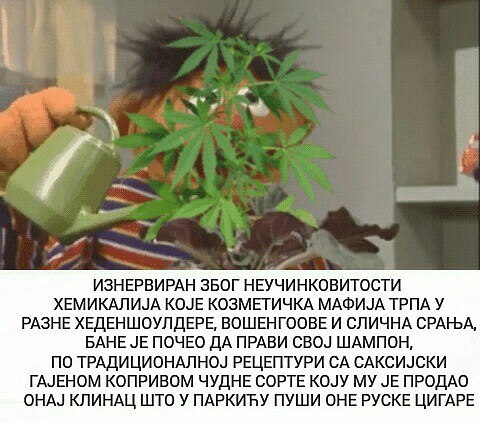 ИЗНЕРВИРАН ЗБОГ НЕУЧИНКОВИТОСТИ
ХЕМИКАЛИЈА КОЈЕ КОЗМЕТИЧКА МАФИЈА ТРПА У
РАЗНЕ ХЕДЕНШОУЛДЕРЕ, ВОШЕНГООВЕ И СЛИЧНА СРАЊА,
БАНЕ ЈЕ ПОЧЕО ДА ПРАВИ СВОЈ ШАМПОН,
ПО ТРАДИЦИОНАЛНОЈ РЕЦЕПТУРИ СА САКСИЈСКИ
ГАЈЕНОМ КОПРИВОМ ЧУДНЕ СОРТЕ КОЈУ МУ ЈЕ ПРОДАО
ОНАЈ КЛИНАЦ ШТО У ПАРКИЋУ ПУШИ ОНЕ РУСКЕ ЦИГАРЕ